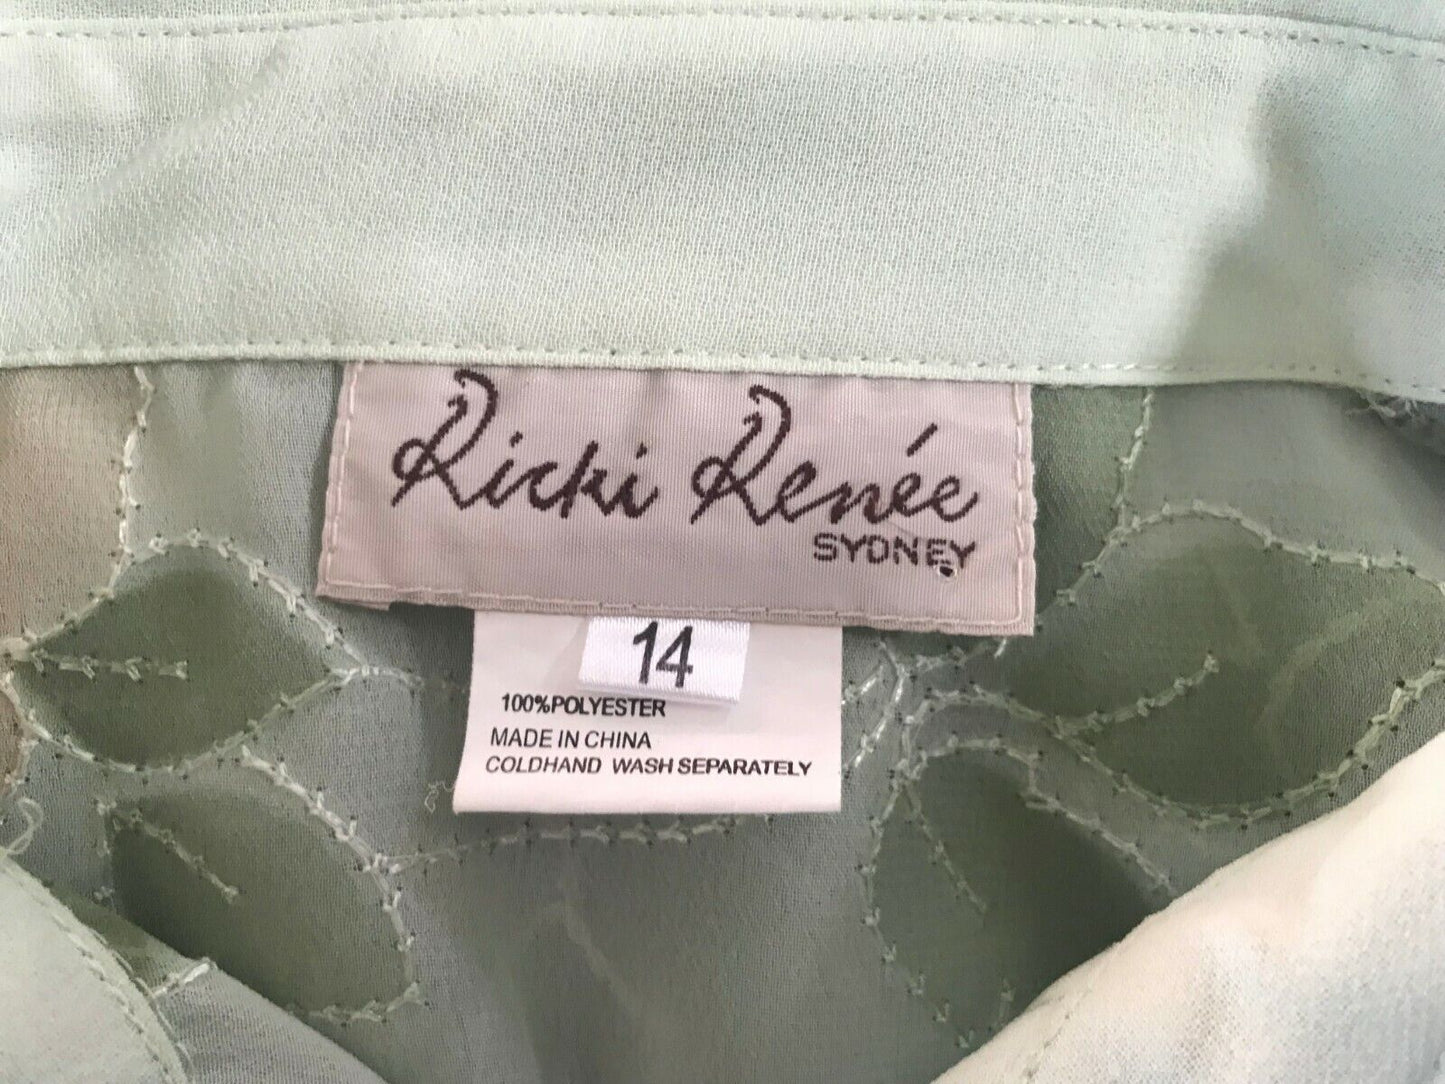 Ricki Renée
SYDNEY
14
100%POLYESTER
MADE IN CHINA
COLDHAND WASH SEPARATELY